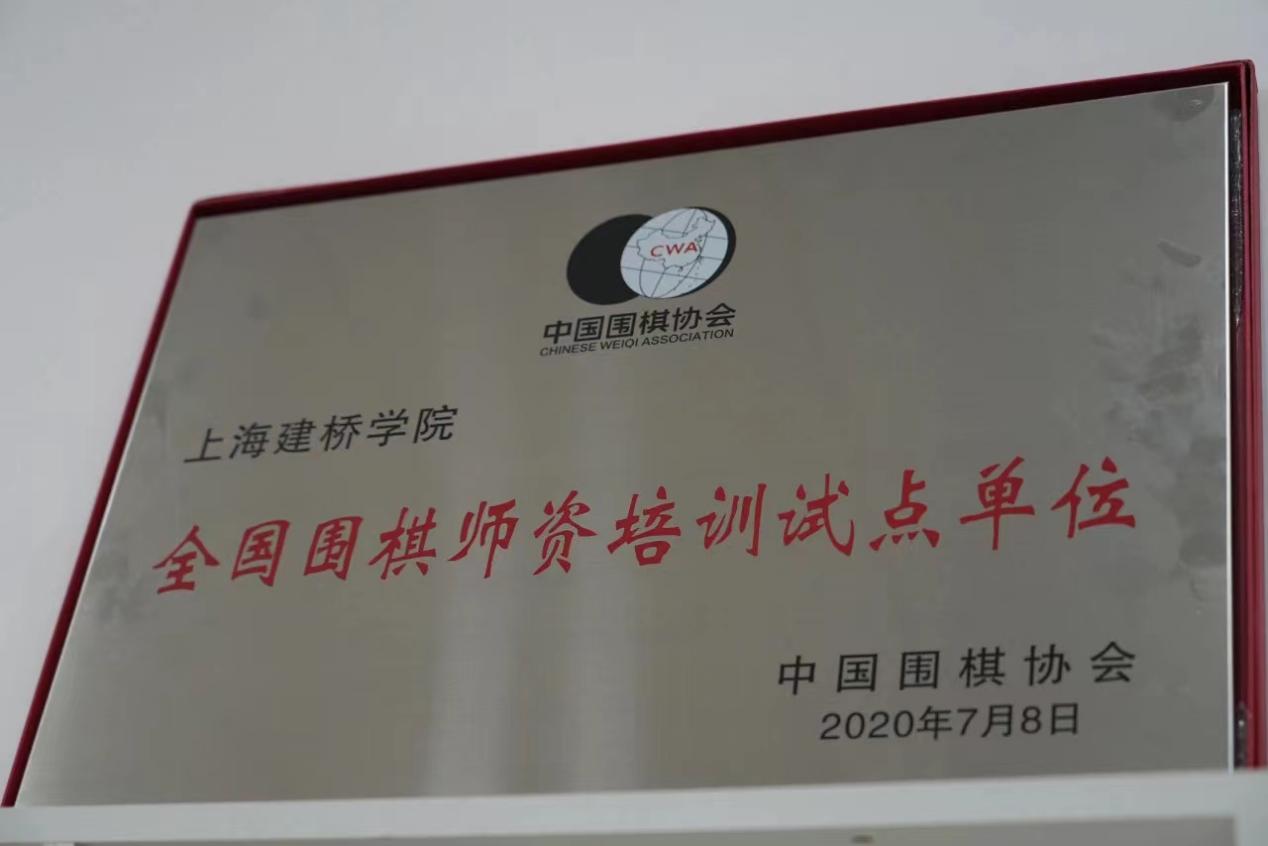 CWA
中国围棋协会
CHINESE WEIQI ASSOCIATION
上海建桥学院
全国围棋师资培训试点单位
中国围棋协会
2020年7月8日